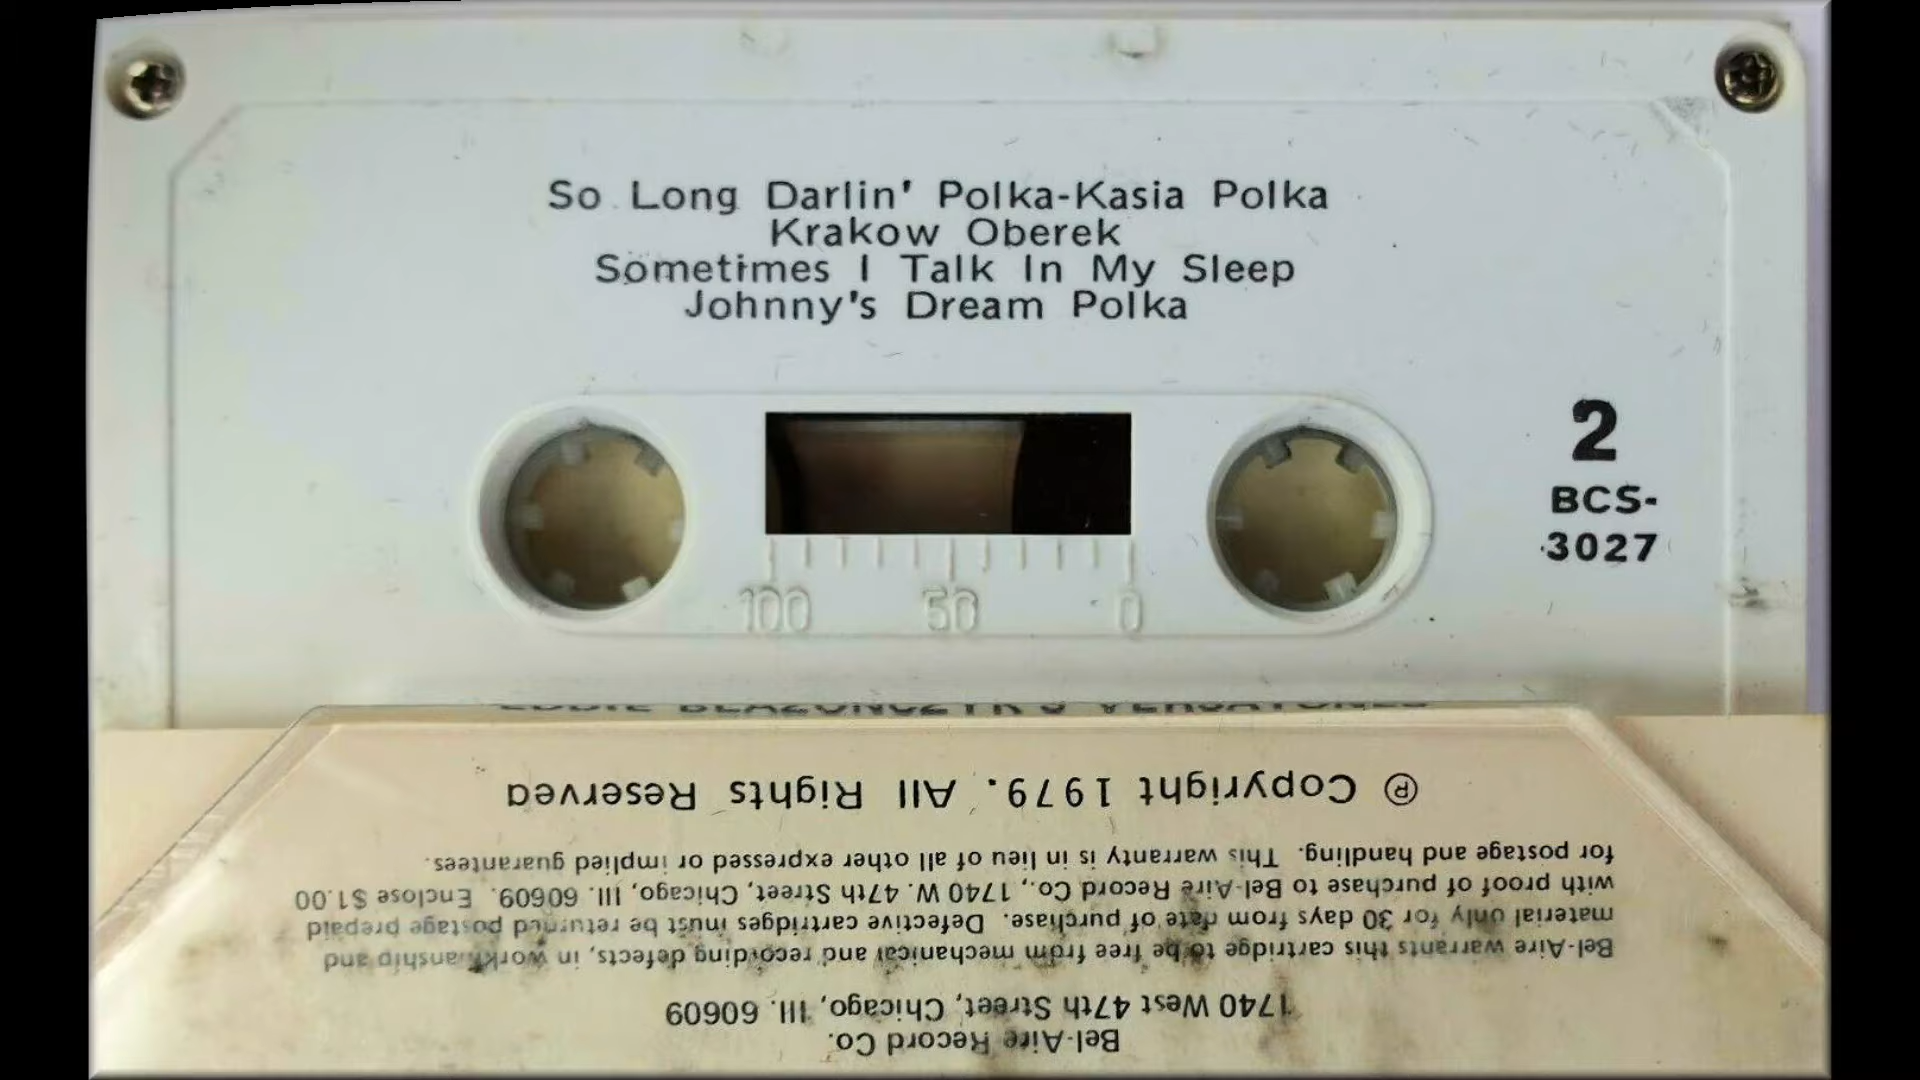 So Long Darlin' Polka-Kasia Polka
Krakow Oberek
Sometimes I Talk In My Sleep
Johnny's Dream Polka
2
BCS-
3027
100 50 0
EDDIE BLAZONCZYK'S VERSATONES
Bel-Aire Record Co.
1740 West 47th Street, Chicago, Ill. 60609
Bel-Aire warrants this cartridge to be free from mechanical and recording defects, in workmanship and
material only for 30 days from date of purchase. Defective cartridges must be returned postage prepaid
with proof of purchase to Bel-Aire Record Co., 1740 W. 47th Street, Chicago, Ill. 60609. Enclose $1.00
for postage and handling. This warranty is in lieu of all other expressed or implied guarantees.
℗ Copyright 1979. All Rights Reserved